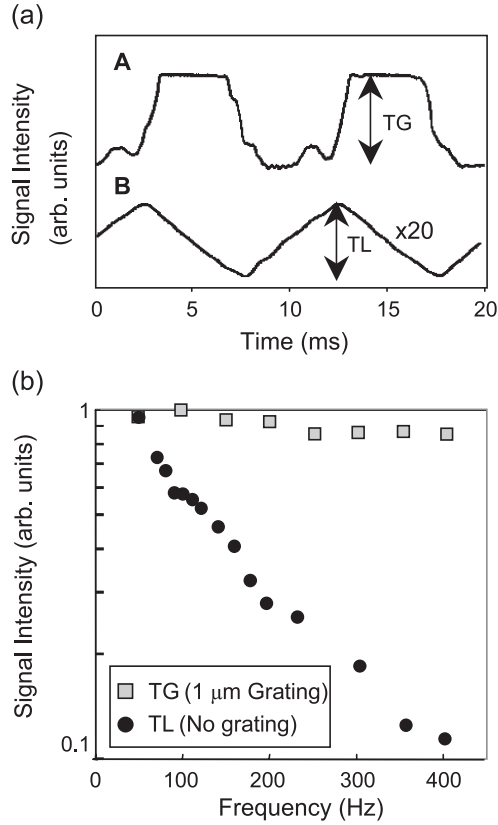 (a)
Signal Intensity
(arb. units)
A
TG
B
x20
TL
0 5 10 15 20
Time (ms)
(b)
Signal Intensity (arb. units)
1
0.1
TG (1 μm Grating)
TL (No grating)
0 100 200 300 400
Frequency (Hz)